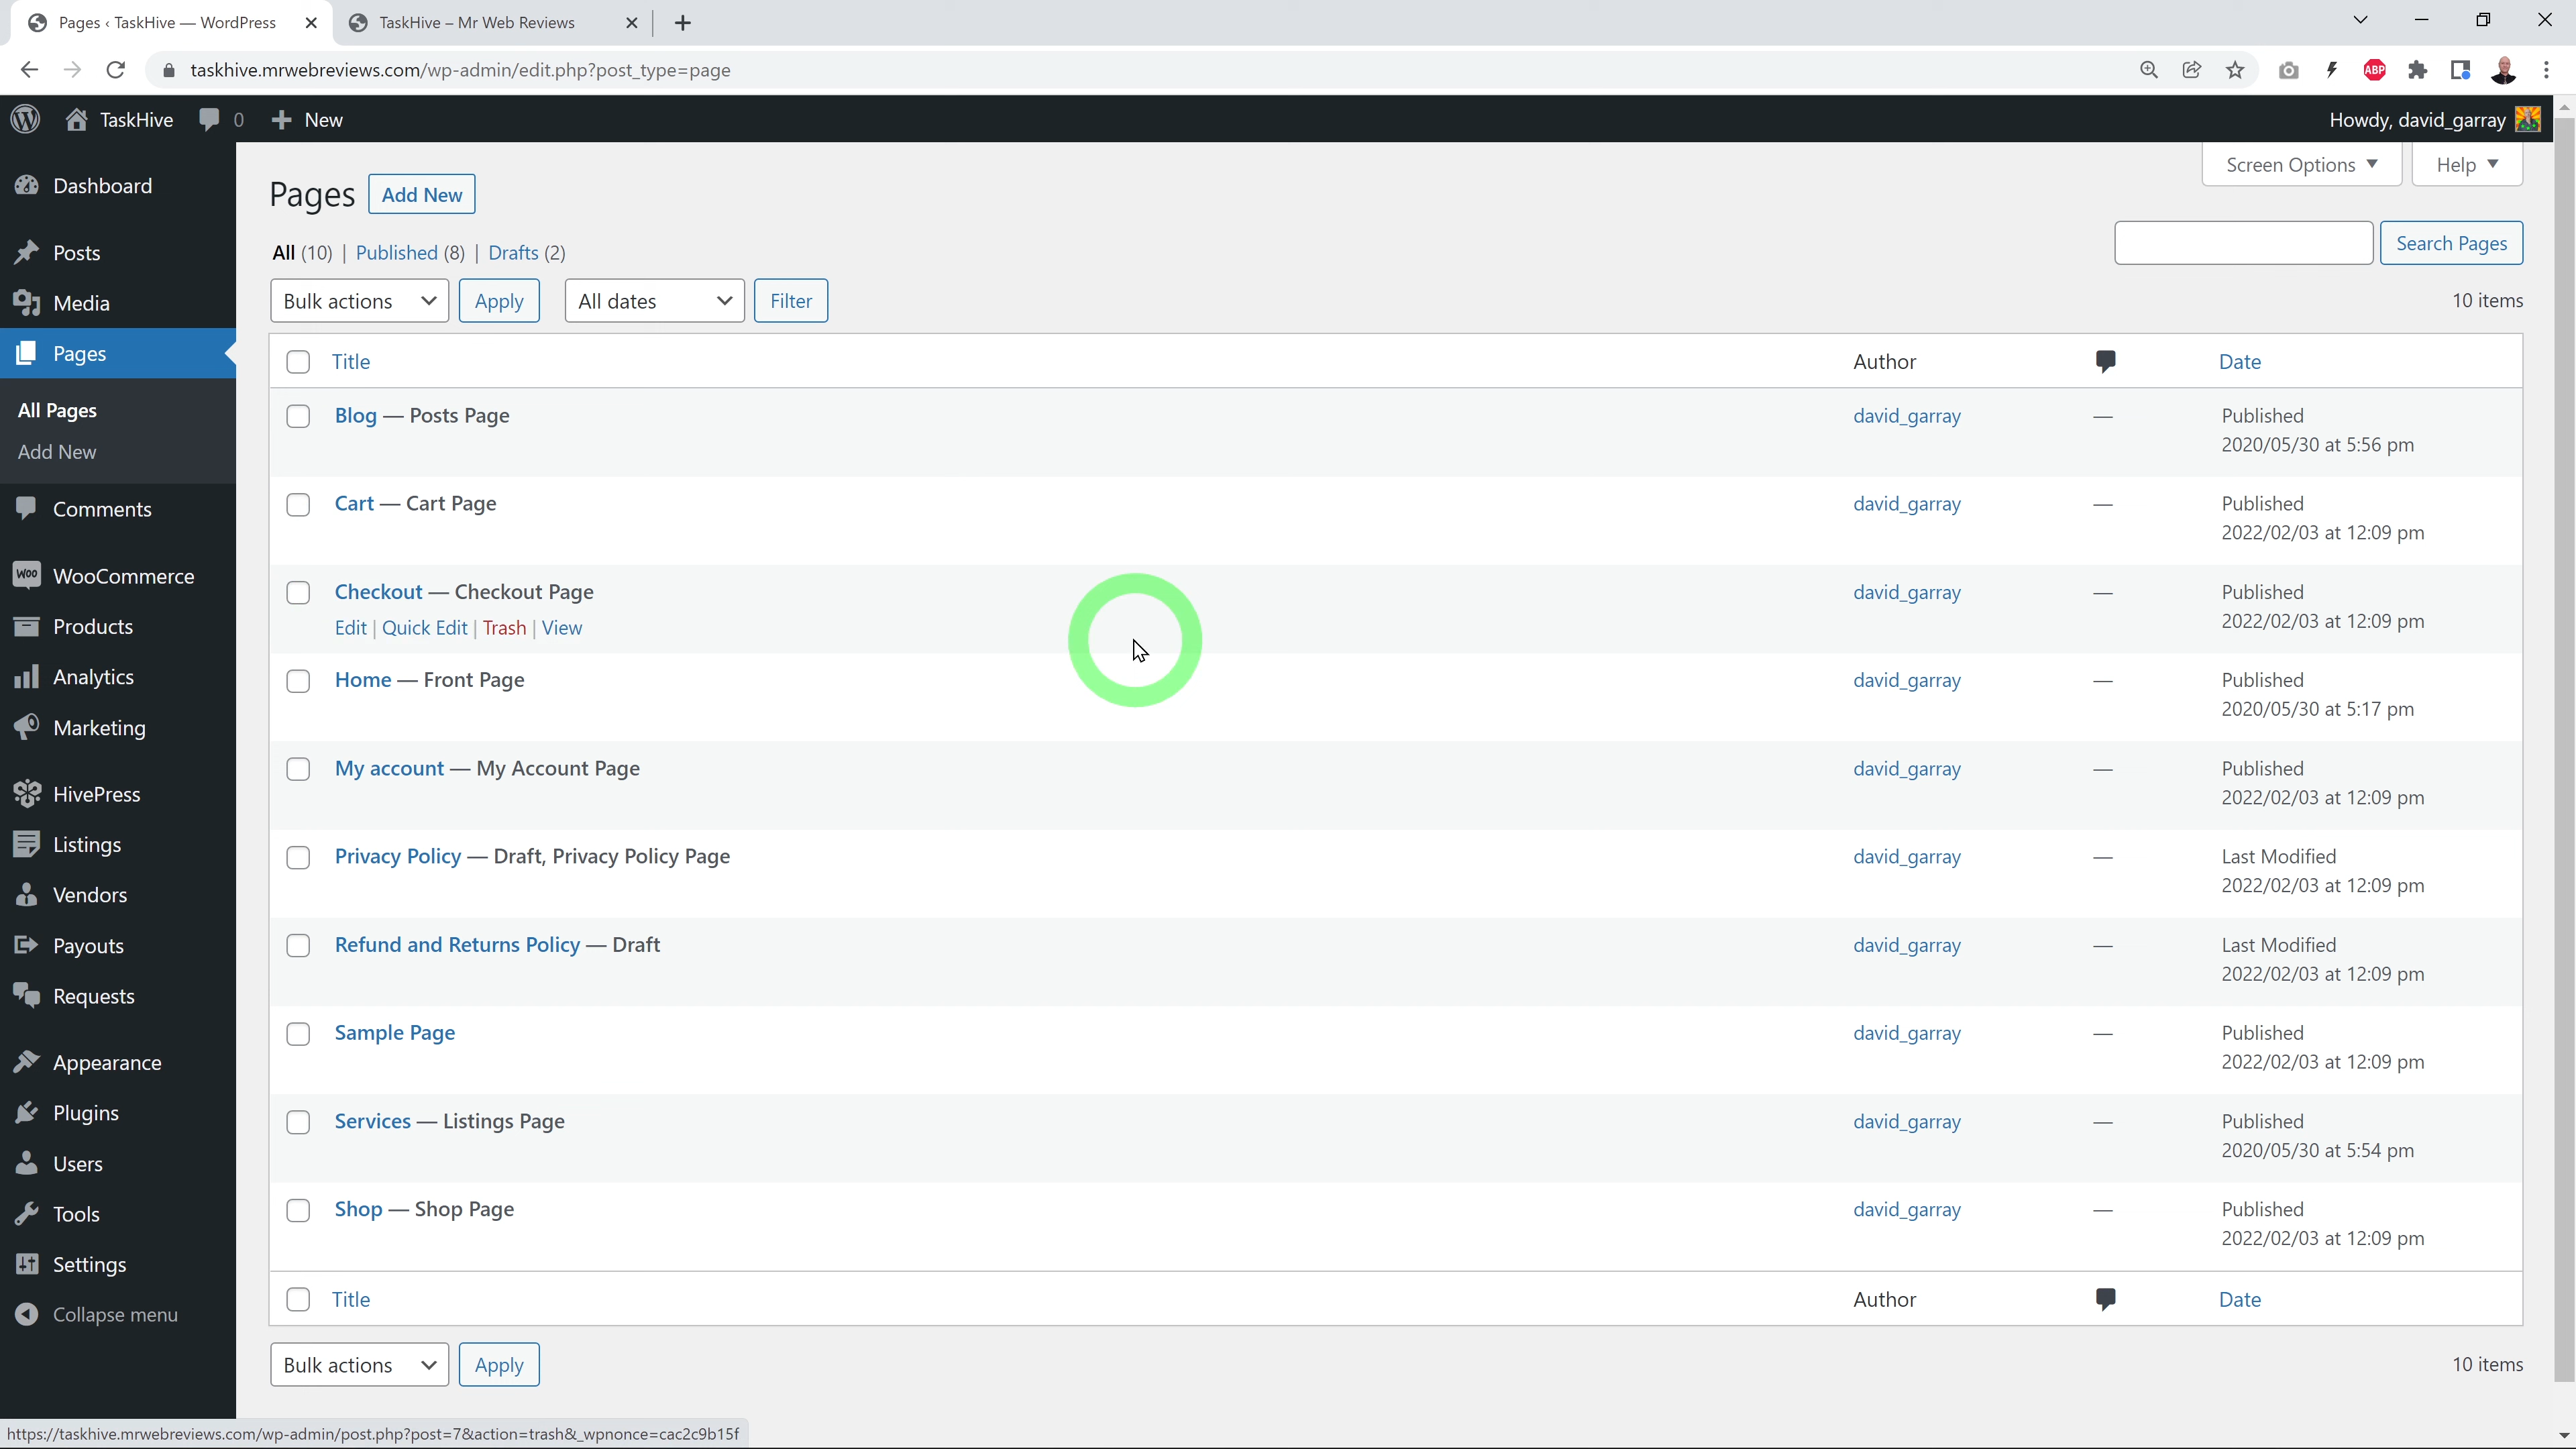 Pages ‹ TaskHive — WordPress
TaskHive – Mr Web Reviews
taskhive.mrwebreviews.com/wp-admin/edit.php?post_type=page
ABP
TaskHive 0 New
Howdy, david_garray
Dashboard
Posts
Media
Pages
All Pages
Add New
Comments
Woo WooCommerce
Products
Analytics
Marketing
HivePress
Listings
Vendors
Payouts
Requests
Appearance
Plugins
Users
Tools
Settings
Collapse menu
Screen Options Help
Pages Add New
All (10) | Published (8) | Drafts (2)
Search Pages
Bulk actions Apply All dates Filter 10 items
Title Author Date
Blog — Posts Page david_garray — Published
2020/05/30 at 5:56 pm
Cart — Cart Page david_garray — Published
2022/02/03 at 12:09 pm
Checkout — Checkout Page david_garray — Published
Edit | Quick Edit | Trash | View 2022/02/03 at 12:09 pm
Home — Front Page david_garray — Published
2020/05/30 at 5:17 pm
My account — My Account Page david_garray — Published
2022/02/03 at 12:09 pm
Privacy Policy — Draft, Privacy Policy Page david_garray — Last Modified
2022/02/03 at 12:09 pm
Refund and Returns Policy — Draft david_garray — Last Modified
2022/02/03 at 12:09 pm
Sample Page david_garray — Published
2022/02/03 at 12:09 pm
Services — Listings Page david_garray — Published
2020/05/30 at 5:54 pm
Shop — Shop Page david_garray — Published
2022/02/03 at 12:09 pm
Title Author Date
Bulk actions Apply 10 items
https://taskhive.mrwebreviews.com/wp-admin/post.php?post=7&action=trash&_wpnonce=cac2c9b15f